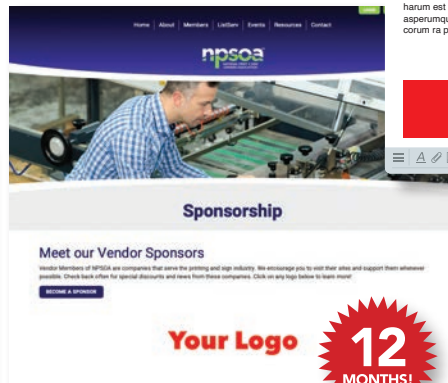 harum est
asperumqu
corum ra p
Home | About | Members | ListServ | Events | Resources | Contact
npsoa
Sponsorship
Meet our Vendor Sponsors
Vendor Members of NPSOA are companies that serve the printing and sign industry. We encourage you to visit their sites and support them whenever
possible. Check back often for special discounts and news from these companies. Click on any logo below to learn more!
BECOME A SPONSOR
Your Logo
12
MONTHS!